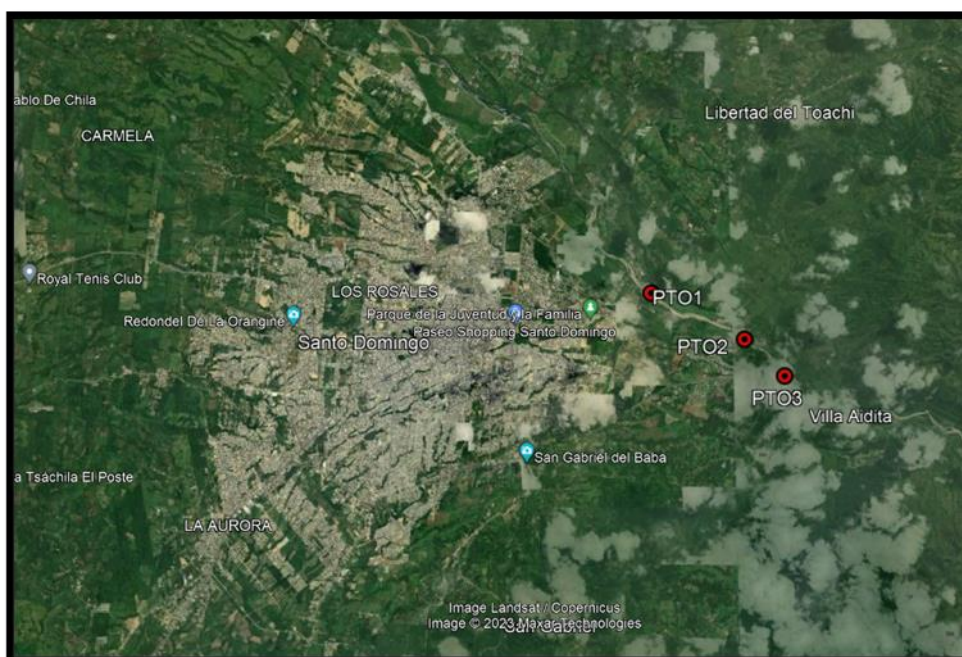 ablo De Chila
CARMELA
Libertad del Toachi
Royal Tenis Club
LOS ROSALES
PTO1
Redondel De La Orangine
Parque de la Juventud y la Familia
Paseo Shopping Santo Domingo
Santo Domingo
PTO2
PTO3
Villa Aidita
San Gabriel del Baba
a Tsáchila El Poste
LA AURORA
Image Landsat / Copernicus
Image © 2023 Maxar Technologies
San Gabriel